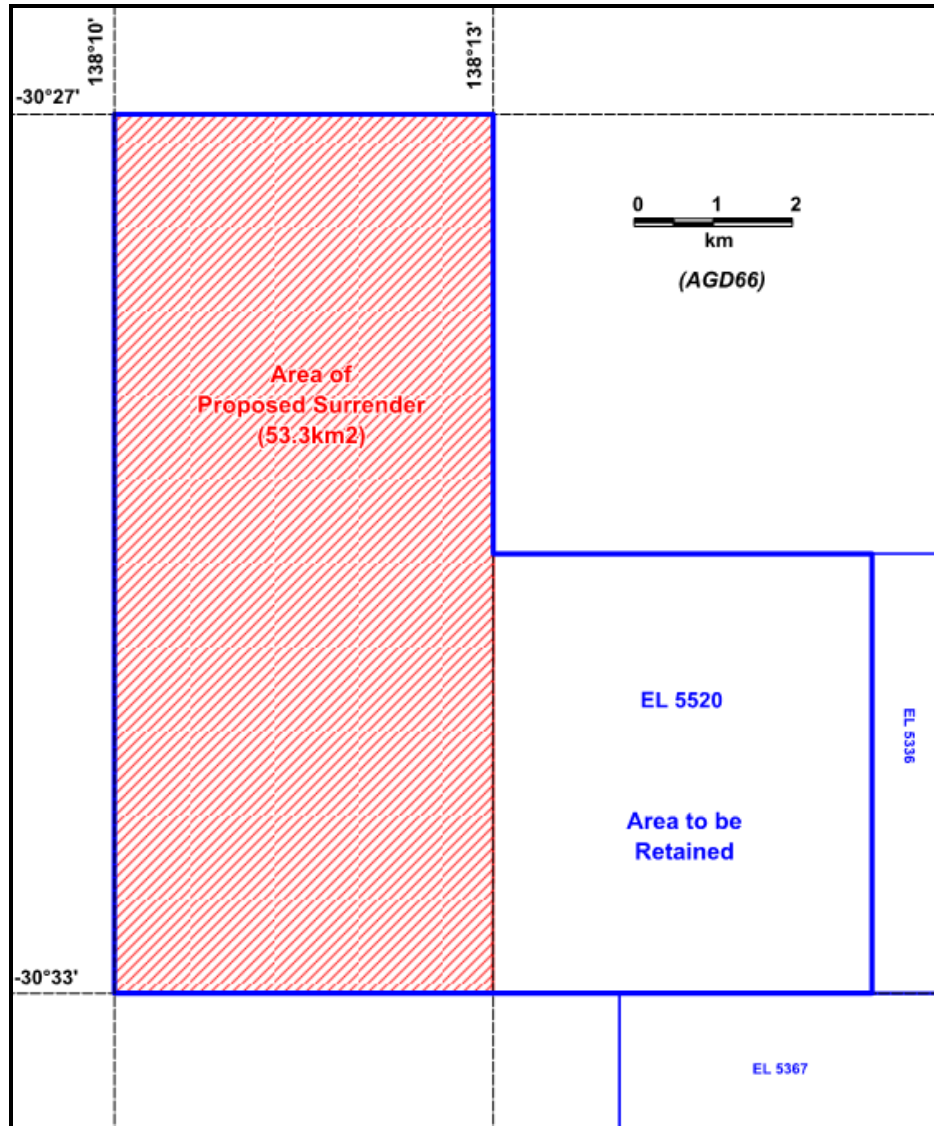 138°10'
138°13'
-30°27'
0 1 2
km
(AGD66)
Area of
Proposed Surrender
(53.3km2)
EL 5520
EL 5336
Area to be
Retained
-30°33'
EL 5367